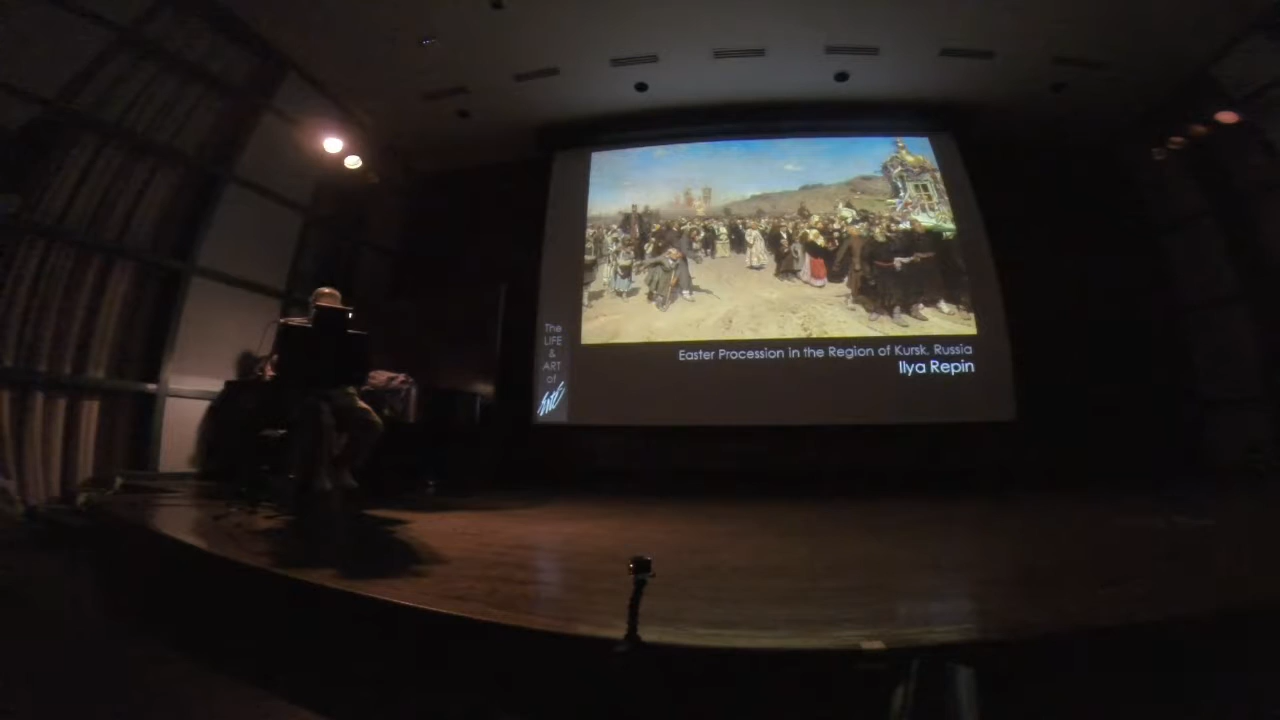 Easter Procession in the Region of Kursk, Russia
Ilya Repin
The
LIFE
&
ART
of